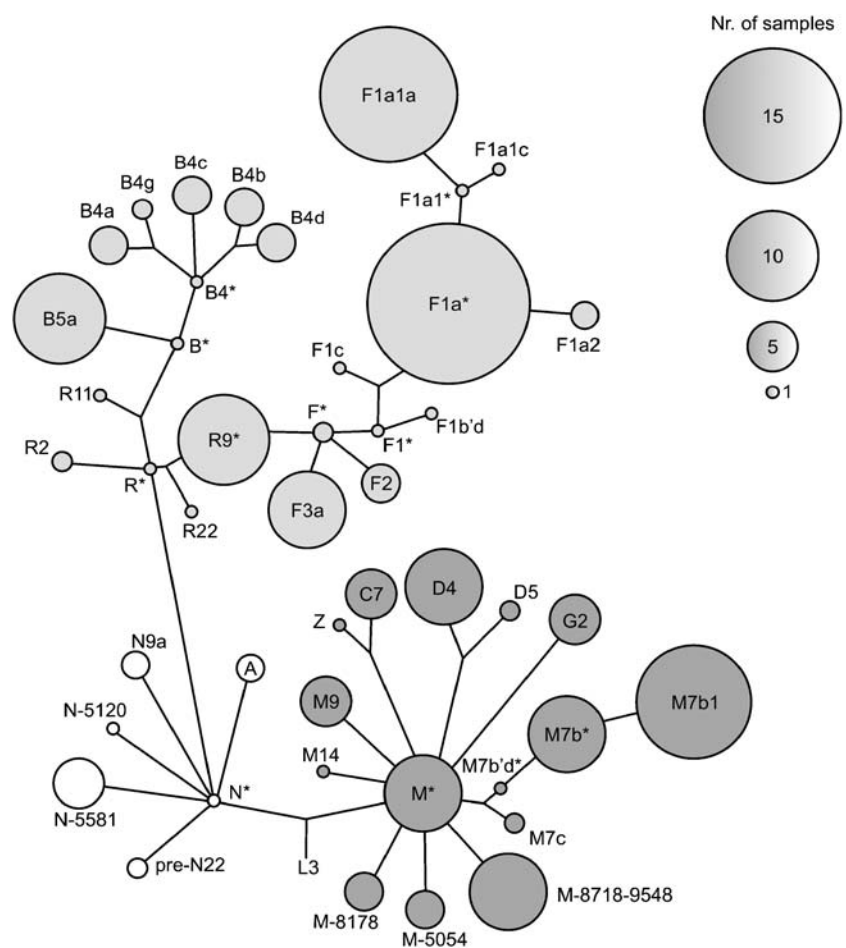 Nr. of samples
15
10
5
1
F1a1a
F1a1c
F1a1*
B4c
B4g
B4b
B4a
B4d
B4*
B5a
B*
F1a*
F1a2
F1c
R11
F*
F1b'd
F1*
R9*
R2
R*
F2
F3a
R22
C7
D4
D5
Z
G2
N9a
A
M9
M7b1
N-5120
M7b*
M14
M7b'd*
N*
M*
N-5581
M7c
pre-N22
L3
M-8178
M-8718-9548
M-5054